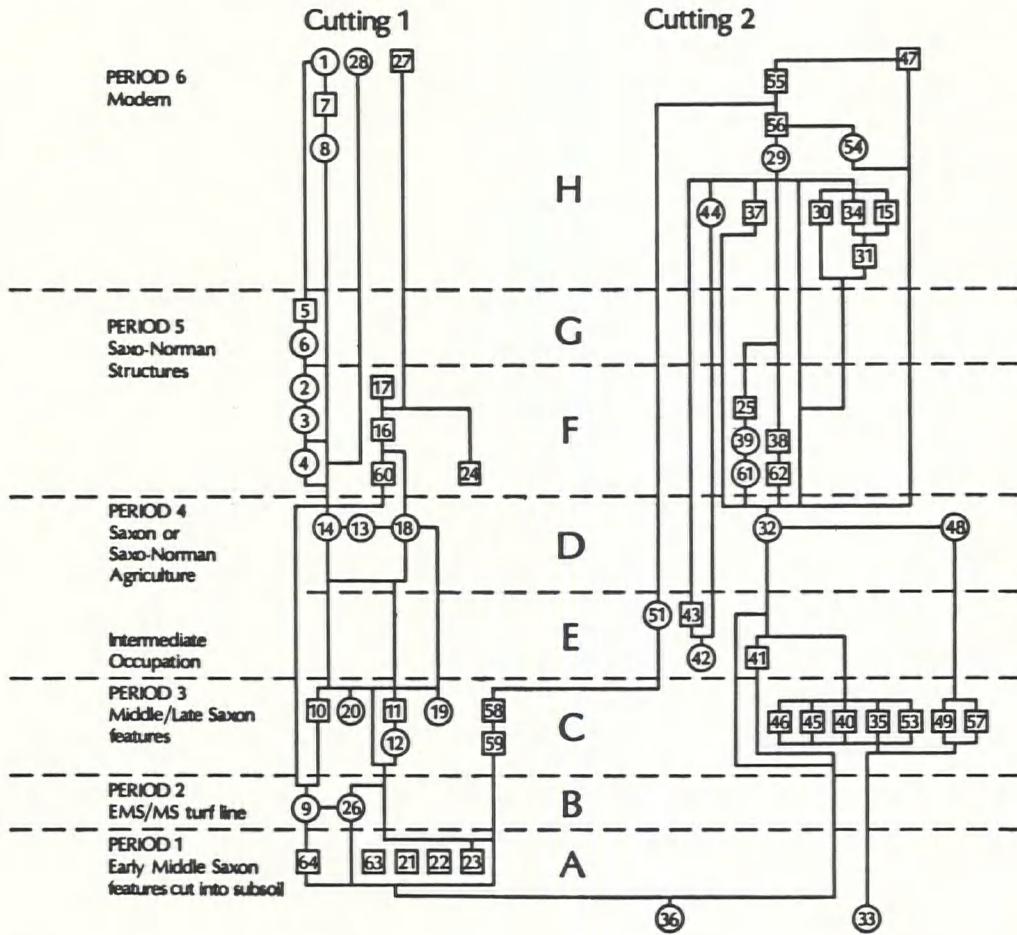 Cutting 1 Cutting 2
1 28 27 47
PERIOD 6
Modern
55
7
56
8 54
29
H
44 37 30 34 15
31
5
PERIOD 5
Saxo-Norman
Structures
6
G
2 17
25
3 16 39 38
F
4 60 24 61 62
PERIOD 4
Saxon or
Saxo-Norman
Agriculture
14 13 18 32 48
D
51 43
E
Intermediate
Occupation
42 41
PERIOD 3
Middle/Late Saxon
features
10 20 11 19 58 46 45 40 35 53 49 57
C
12 59
PERIOD 2
EMS/MS turf line
9 26
B
PERIOD 1
Early Middle Saxon
features cut into subsoil
64 63 21 22 23
A
36 33